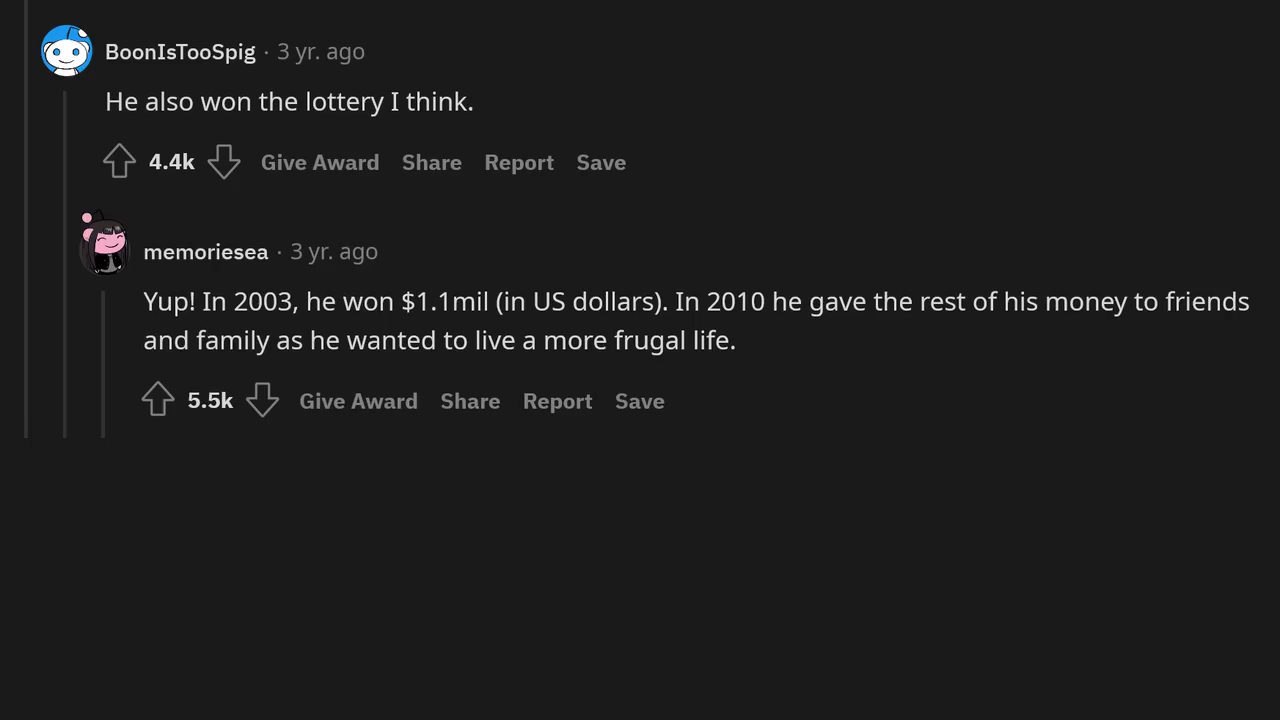 BoonIsTooSpig · 3 yr. ago
He also won the lottery I think.
4.4k Give Award Share Report Save
memoriesea · 3 yr. ago
Yup! In 2003, he won $1.1mil (in US dollars). In 2010 he gave the rest of his money to friends
and family as he wanted to live a more frugal life.
5.5k Give Award Share Report Save